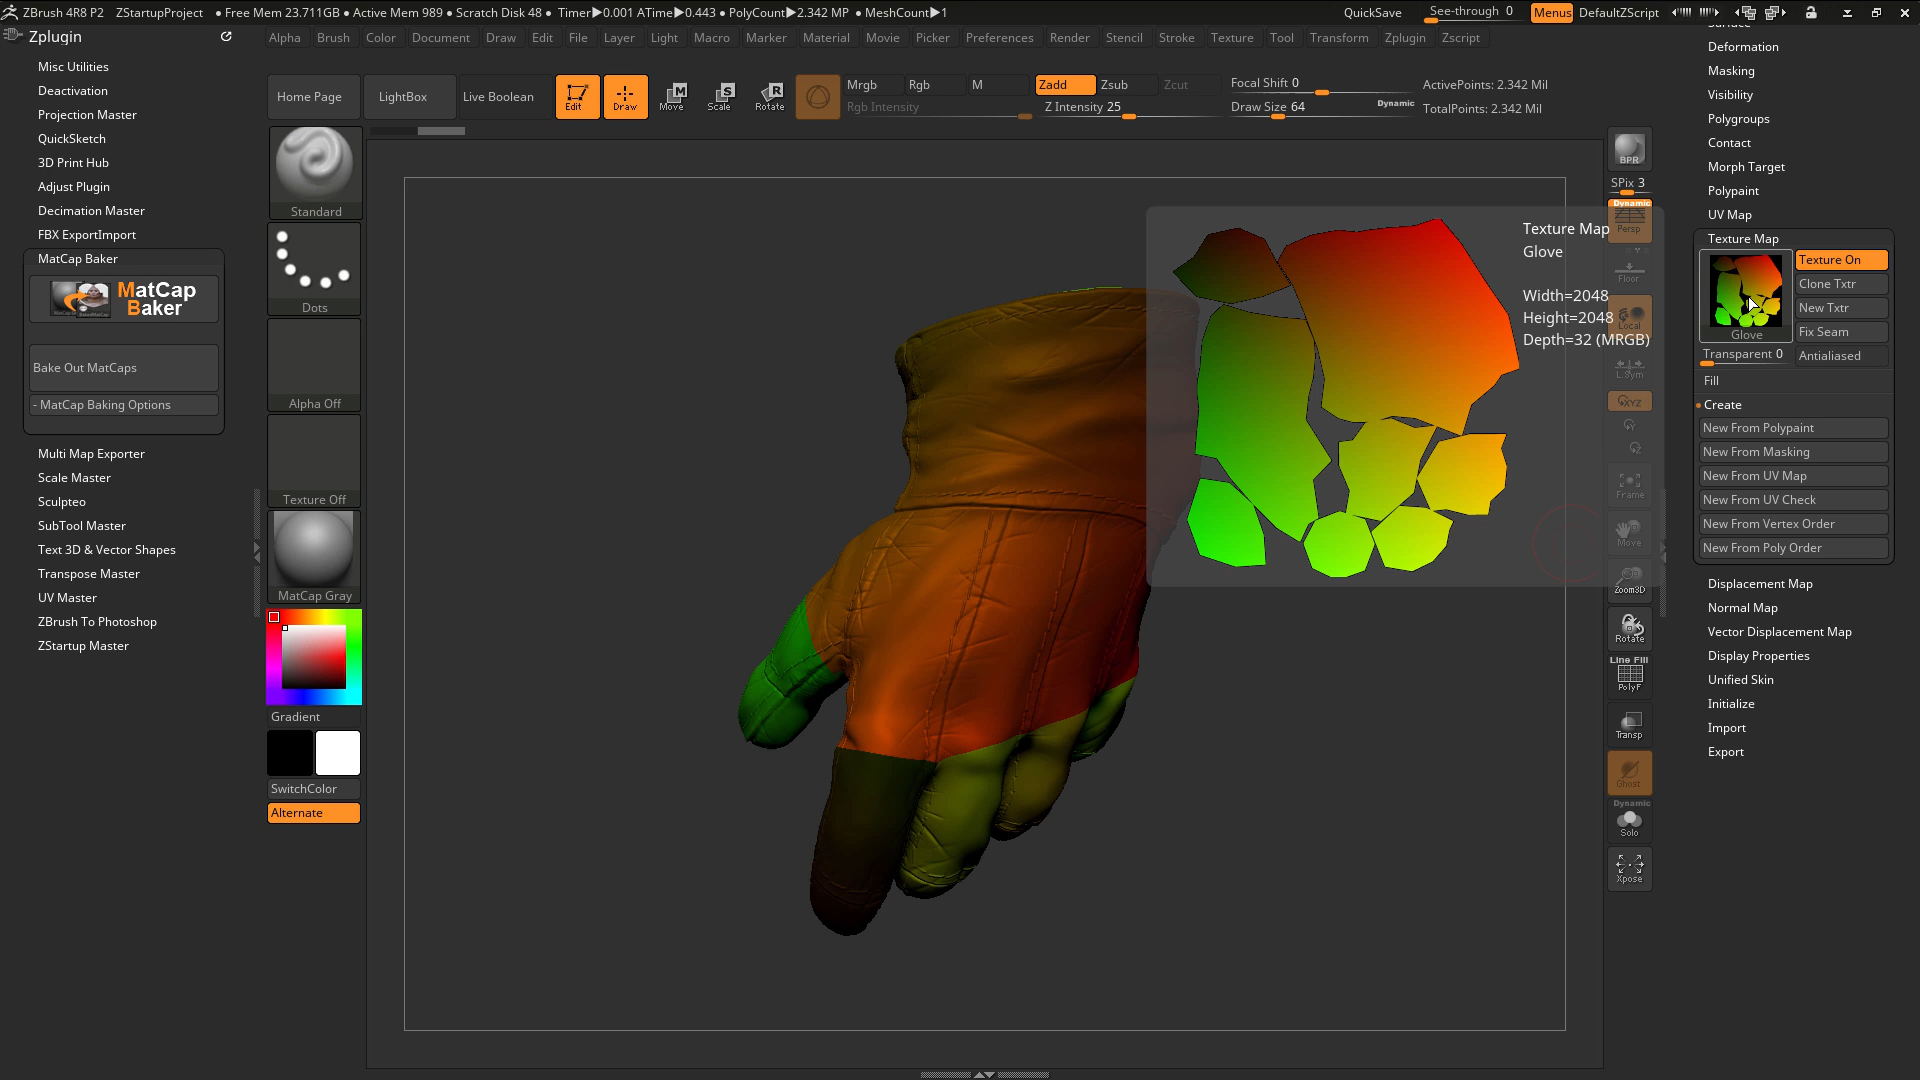 ZBrush 4R8 P2 ZStartupProject • Free Mem 23.711GB • Active Mem 989 • Scratch Disk 48 • Timer▶0.001 ATime▶0.443 • PolyCount▶2.342 MP • MeshCount▶1 QuickSave See-through 0 Menus DefaultZScript
Zplugin
Alpha Brush Color Document Draw Edit File Layer Light Macro Marker Material Movie Picker Preferences Render Stencil Stroke Texture Tool Transform Zplugin Zscript
Misc Utilities
Deactivation
Projection Master
QuickSketch
3D Print Hub
Adjust Plugin
Decimation Master
FBX ExportImport
MatCap Baker
MatCap
Baker
Bake Out MatCaps
- MatCap Baking Options
Multi Map Exporter
Scale Master
Sculpteo
SubTool Master
Text 3D & Vector Shapes
Transpose Master
UV Master
ZBrush To Photoshop
ZStartup Master
Home Page LightBox Live Boolean Edit Draw Move Scale Rotate
Mrgb Rgb M Zadd Zsub Zcut
Rgb Intensity Z Intensity 25
Focal Shift 0
Draw Size 64 Dynamic
ActivePoints: 2.342 Mil
TotalPoints: 2.342 Mil
Standard
Dots
Alpha Off
Texture Off
MatCap Gray
Gradient
SwitchColor
Alternate
Texture Map
Glove
Width=2048
Height=2048
Depth=32 (MRGB)
BPR
SPix 3
Dynamic
Persp
Floor
Local
L.Sym
XYZ
Y
Z
Frame
Move
Zoom3D
Rotate
Line Fill
PolyF
Transp
Ghost
Dynamic
Solo
Xpose
Surface
Deformation
Masking
Visibility
Polygroups
Contact
Morph Target
Polypaint
UV Map
Texture Map
Texture On
Clone Txtr
New Txtr
Fix Seam
Glove
Transparent 0 Antialiased
Fill
Create
New From Polypaint
New From Masking
New From UV Map
New From UV Check
New From Vertex Order
New From Poly Order
Displacement Map
Normal Map
Vector Displacement Map
Display Properties
Unified Skin
Initialize
Import
Export